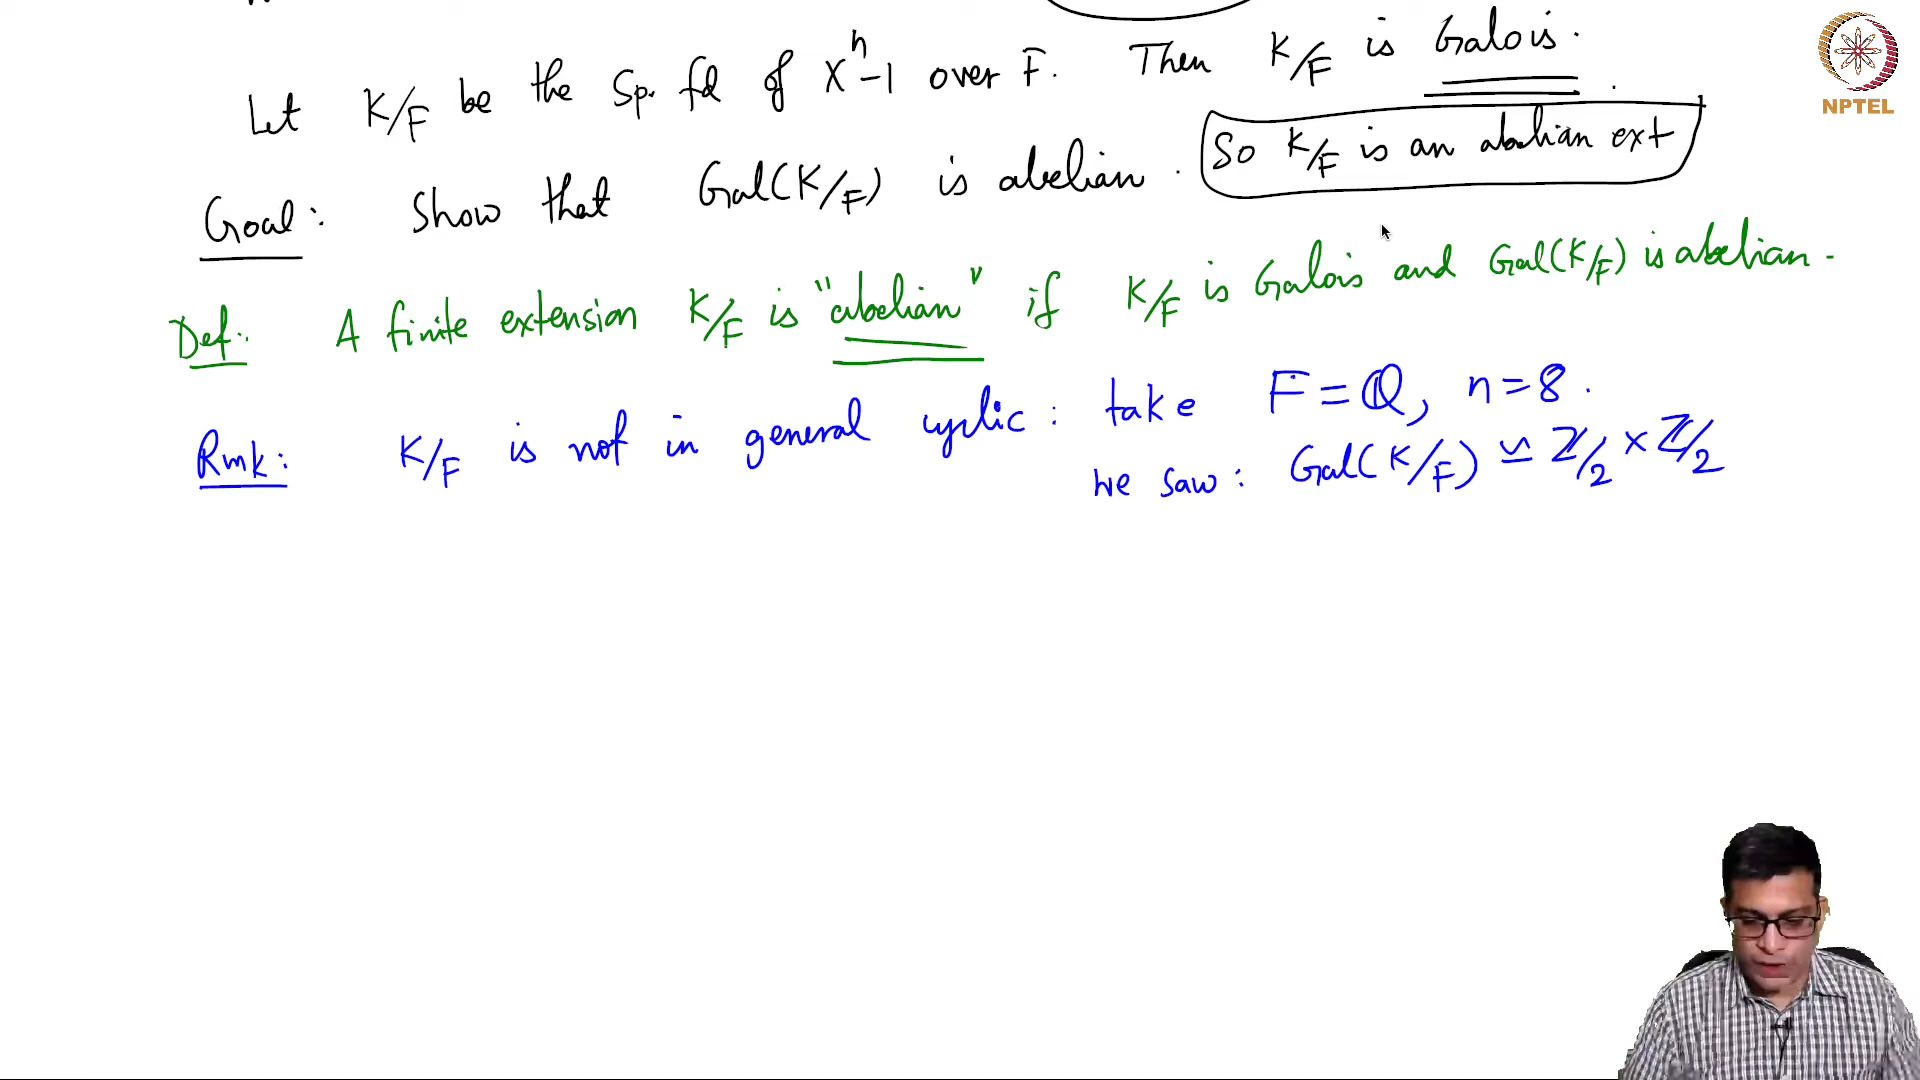 Let K/F be the Sp. fd of X^n-1 over F. Then K/F is Galois.
Goal: Show that Gal(K/F) is abelian. So K/F is an abelian ext
Def: A finite extension K/F is "abelian" if K/F is Galois and Gal(K/F) is abelian.
Rmk: K/F is not in general cyclic: take F = ℚ, n=8.
we saw: Gal(K/F) ≃ ℤ/2 × ℤ/2
NPTEL